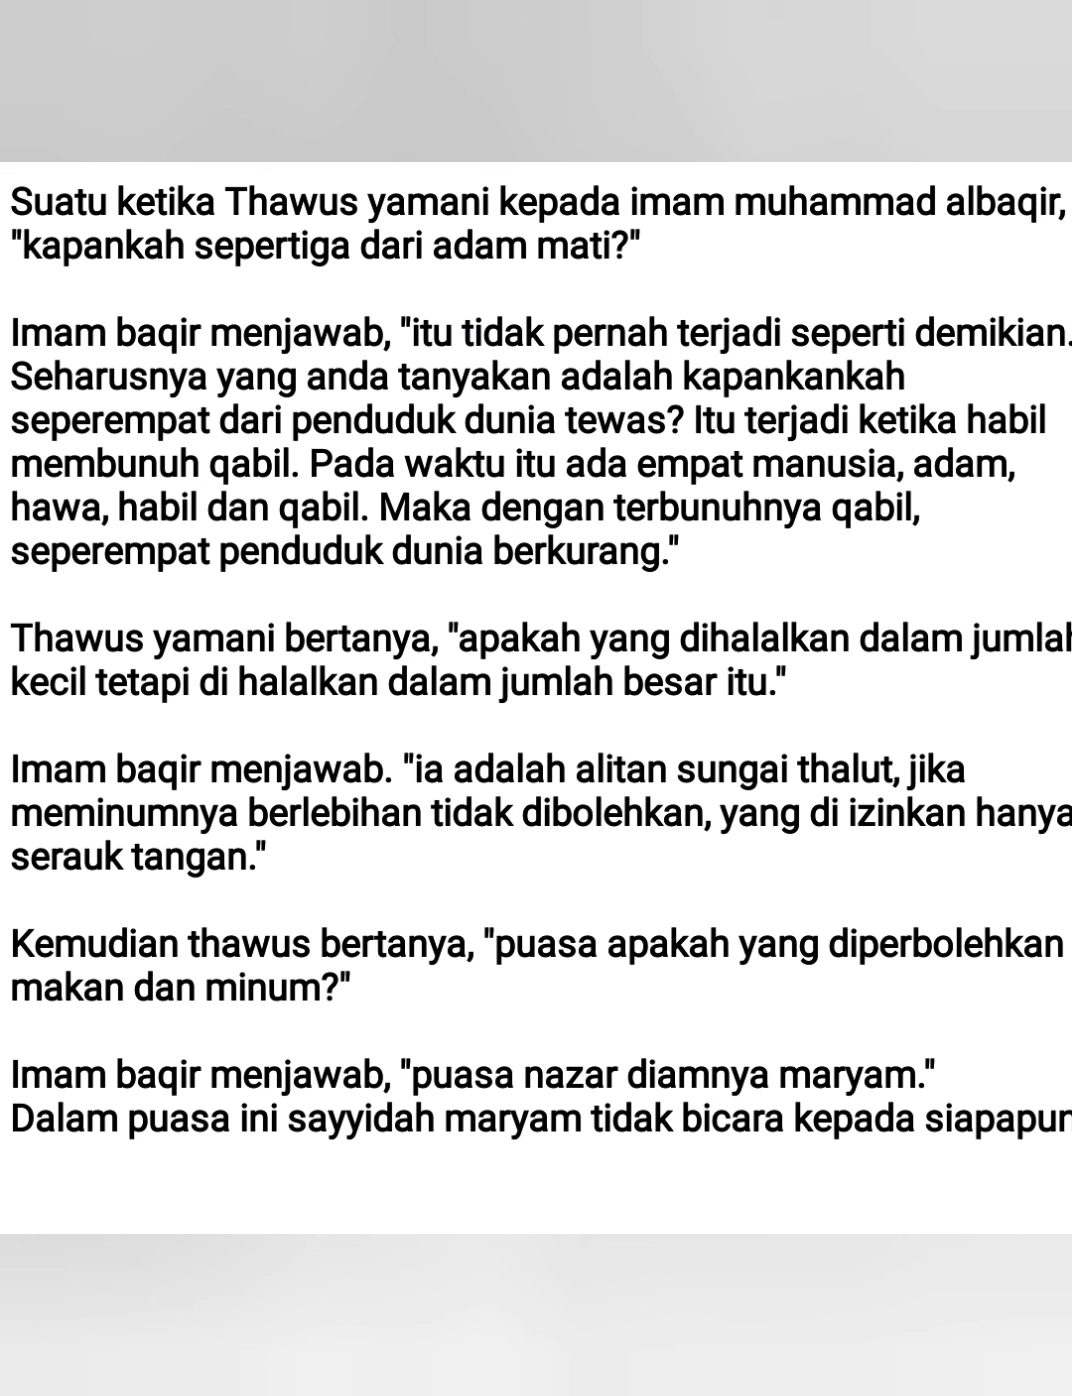 Suatu ketika Thawus yamani kepada imam muhammad albaqir,
"kapankah sepertiga dari adam mati?"
Imam baqir menjawab, "itu tidak pernah terjadi seperti demikian.
Seharusnya yang anda tanyakan adalah kapankankah
seperempat dari penduduk dunia tewas? Itu terjadi ketika habil
membunuh qabil. Pada waktu itu ada empat manusia, adam,
hawa, habil dan qabil. Maka dengan terbunuhnya qabil,
seperempat penduduk dunia berkurang."
Thawus yamani bertanya, "apakah yang dihalalkan dalam jumlah
kecil tetapi di halalkan dalam jumlah besar itu."
Imam baqir menjawab. "ia adalah alitan sungai thalut, jika
meminumnya berlebihan tidak dibolehkan, yang di izinkan hanya
serauk tangan."
Kemudian thawus bertanya, "puasa apakah yang diperbolehkan
makan dan minum?"
Imam baqir menjawab, "puasa nazar diamnya maryam."
Dalam puasa ini sayyidah maryam tidak bicara kepada siapapun